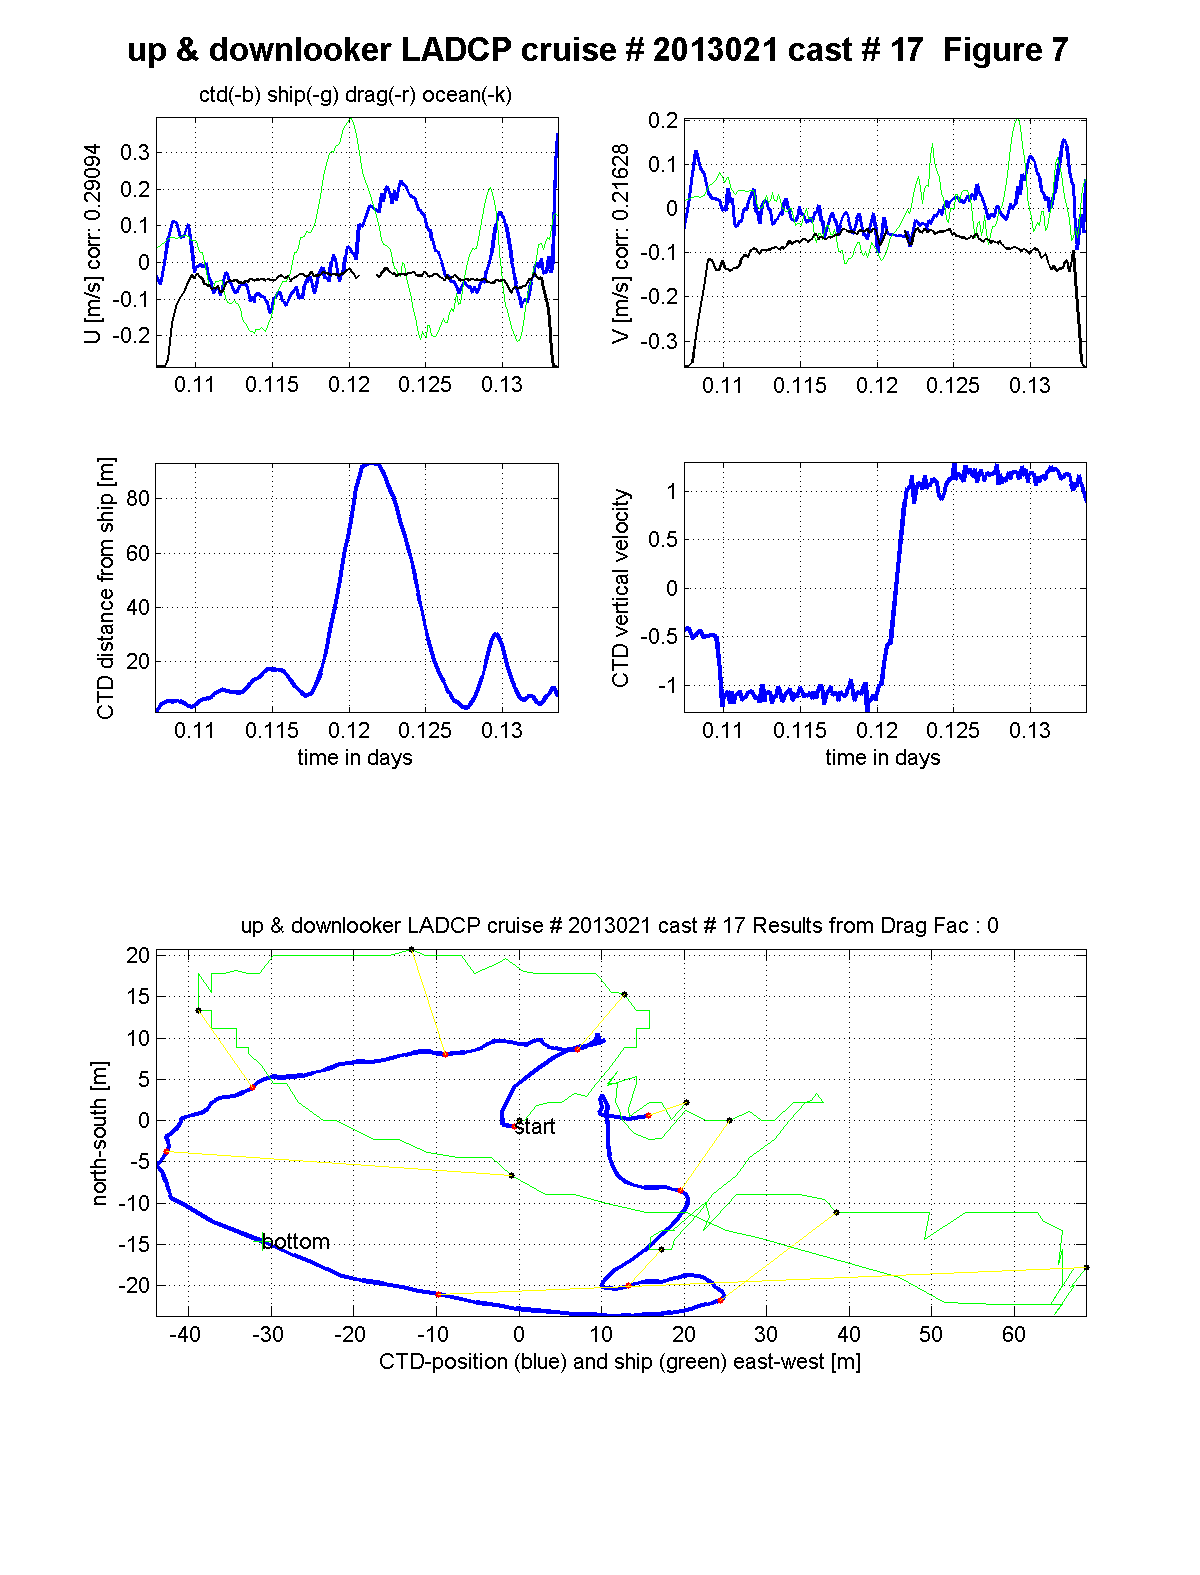 up & downlooker LADCP cruise # 2013021 cast # 17  Figure 7
ctd(-b) ship(-g) drag(-r) ocean(-k)
U [m/s] corr: 0.29094
0.3
0.2
0.1
0
-0.1
-0.2
0.11 0.115 0.12 0.125 0.13
V [m/s] corr: 0.21628
0.2
0.1
0
-0.1
-0.2
-0.3
0.11 0.115 0.12 0.125 0.13
CTD distance from ship [m]
80
60
40
20
0.11 0.115 0.12 0.125 0.13
time in days
CTD vertical velocity
1
0.5
0
-0.5
-1
0.11 0.115 0.12 0.125 0.13
time in days
up & downlooker LADCP cruise # 2013021 cast # 17 Results from Drag Fac : 0
north-south [m]
20
15
10
5
0
-5
-10
-15
-20
start
bottom
-40 -30 -20 -10 0 10 20 30 40 50 60
CTD-position (blue) and ship (green) east-west [m]